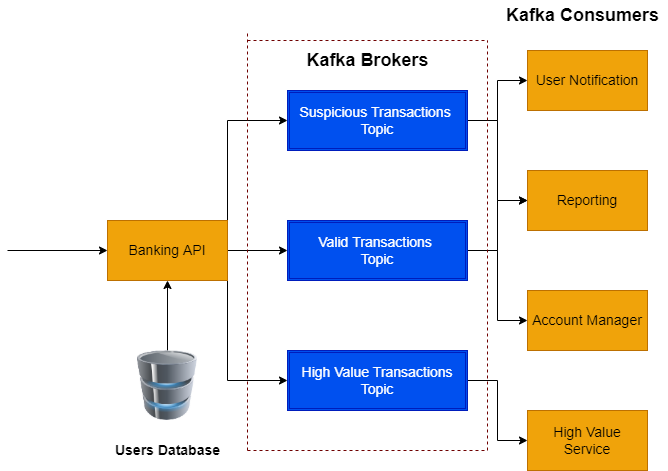 Kafka Consumers
Kafka Brokers
Suspicious Transactions
Topic
User Notification
Reporting
Banking API
Valid Transactions
Topic
Account Manager
High Value Transactions
Topic
High Value
Service
Users Database